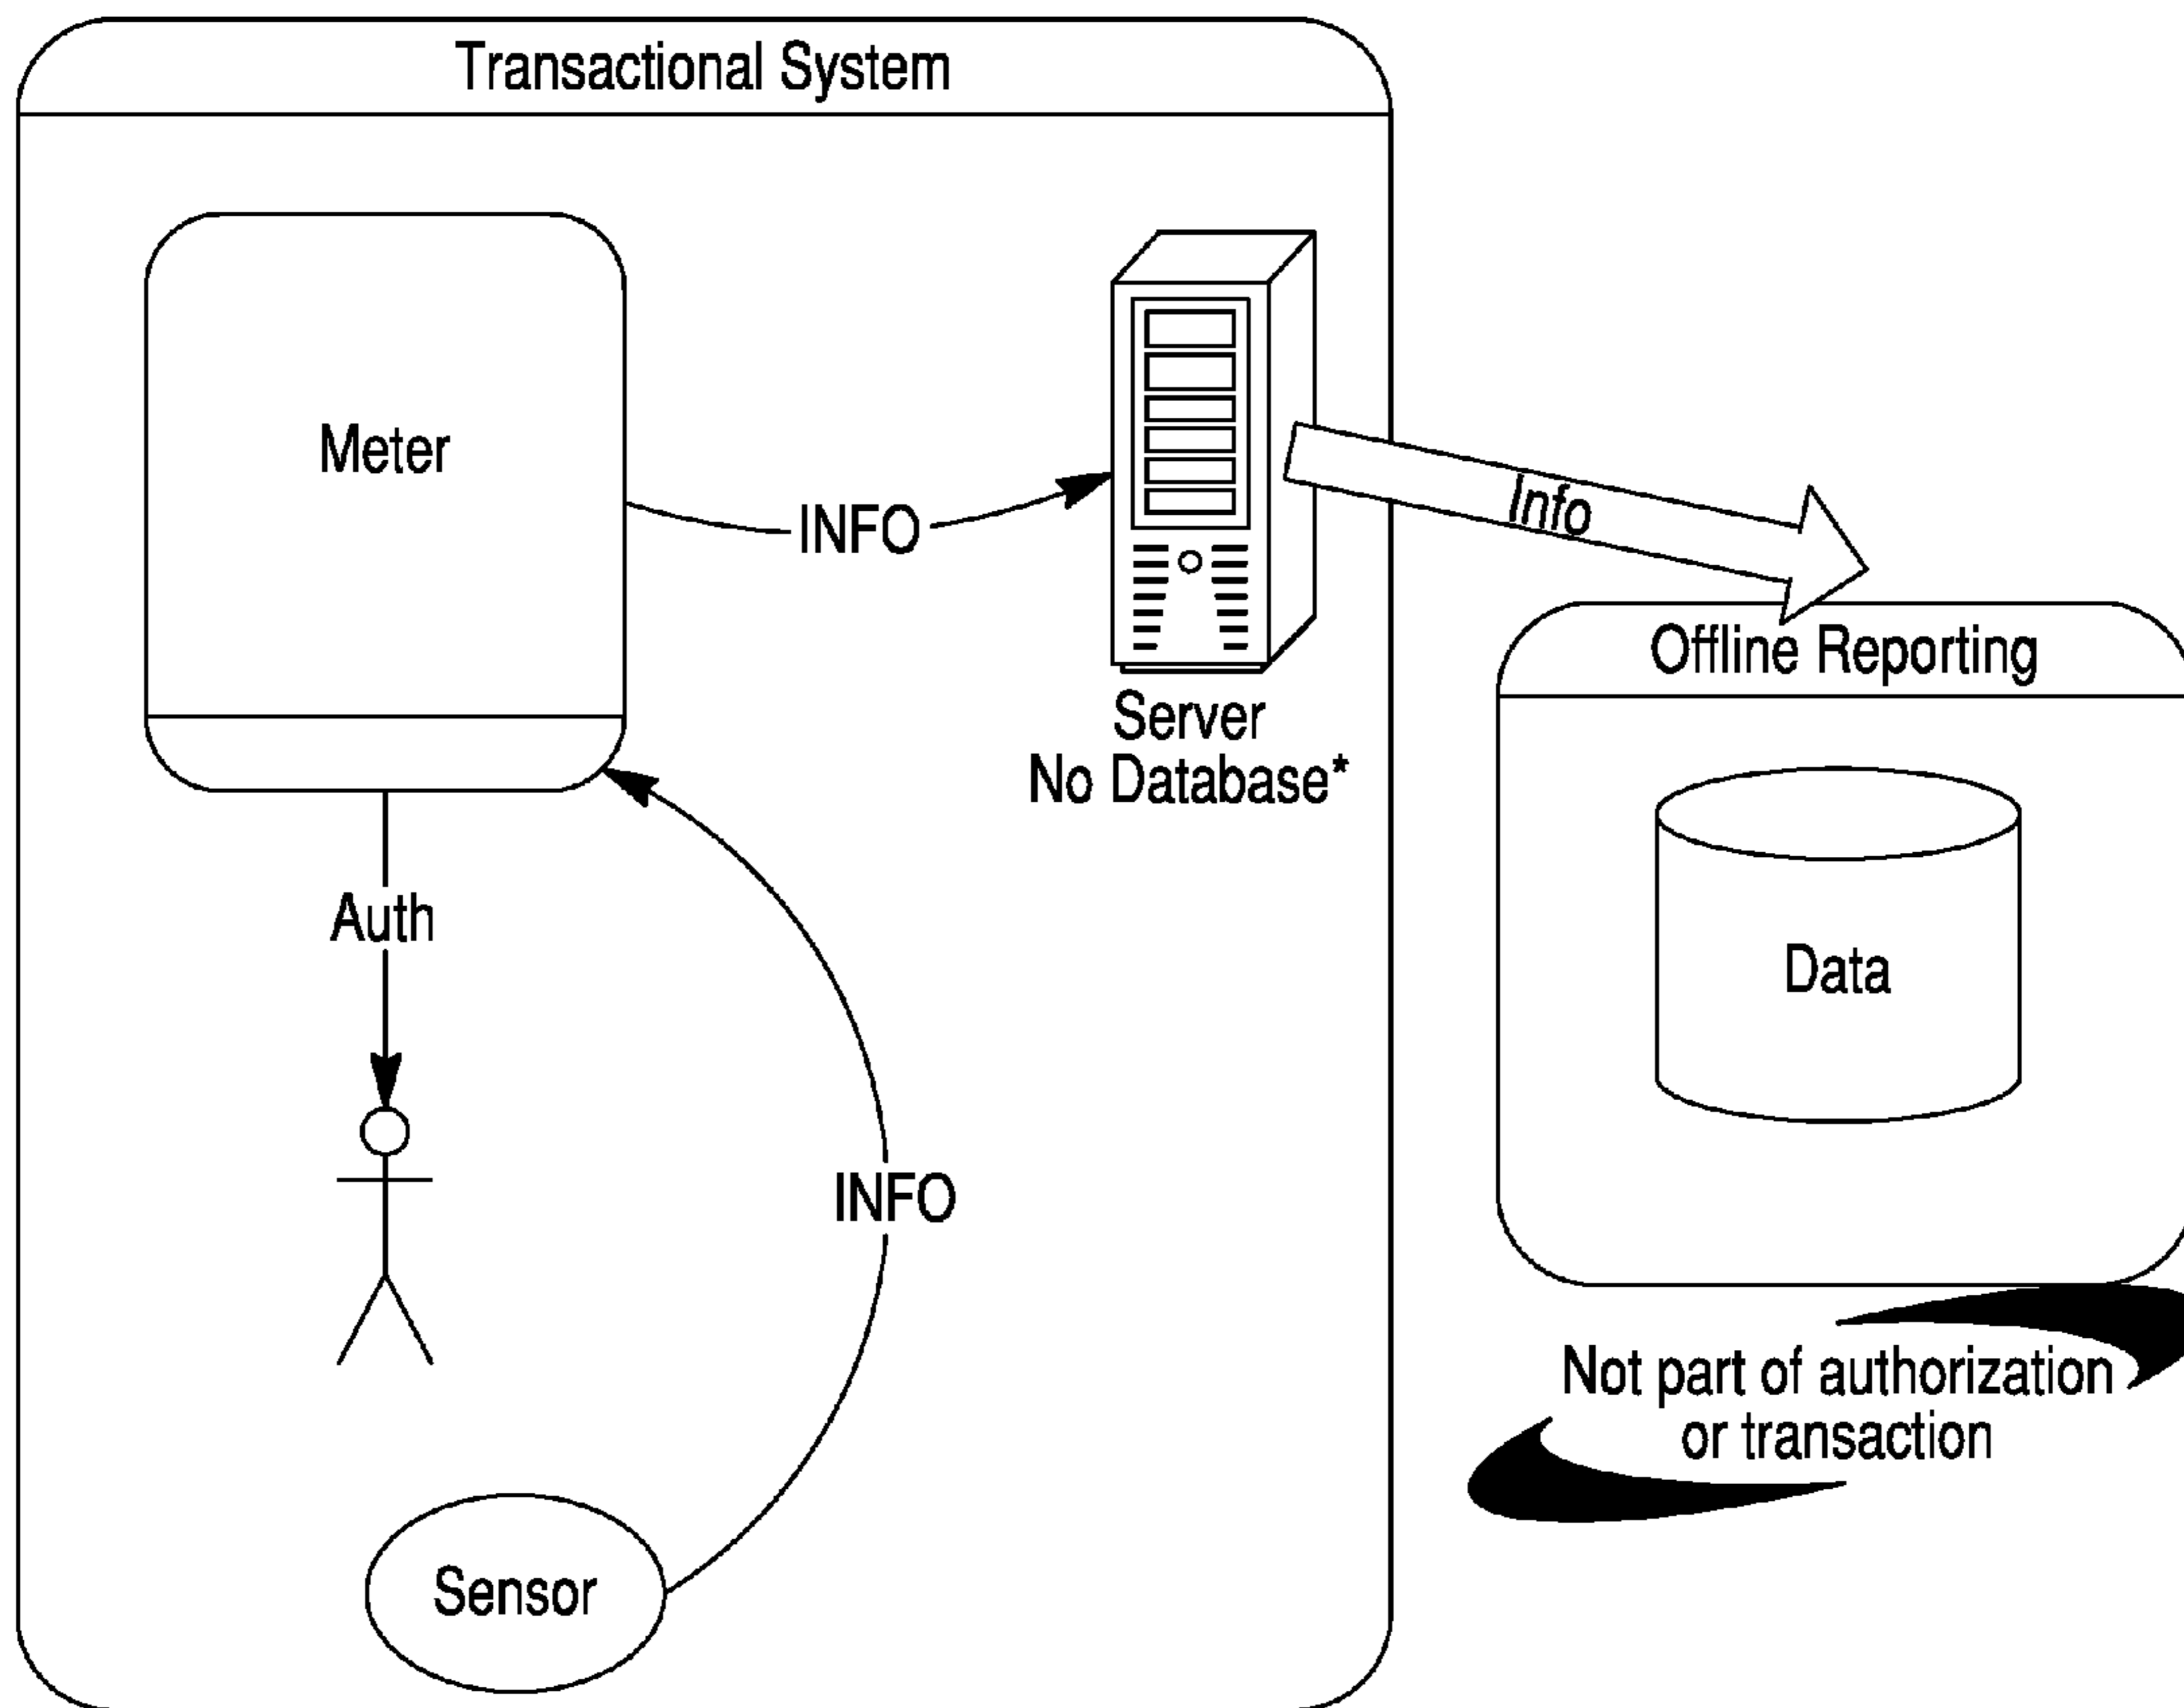 Transactional System
Meter
INFO
Info
Server
No Database*
Offline Reporting
Auth
Data
INFO
Not part of authorization
or transaction
Sensor